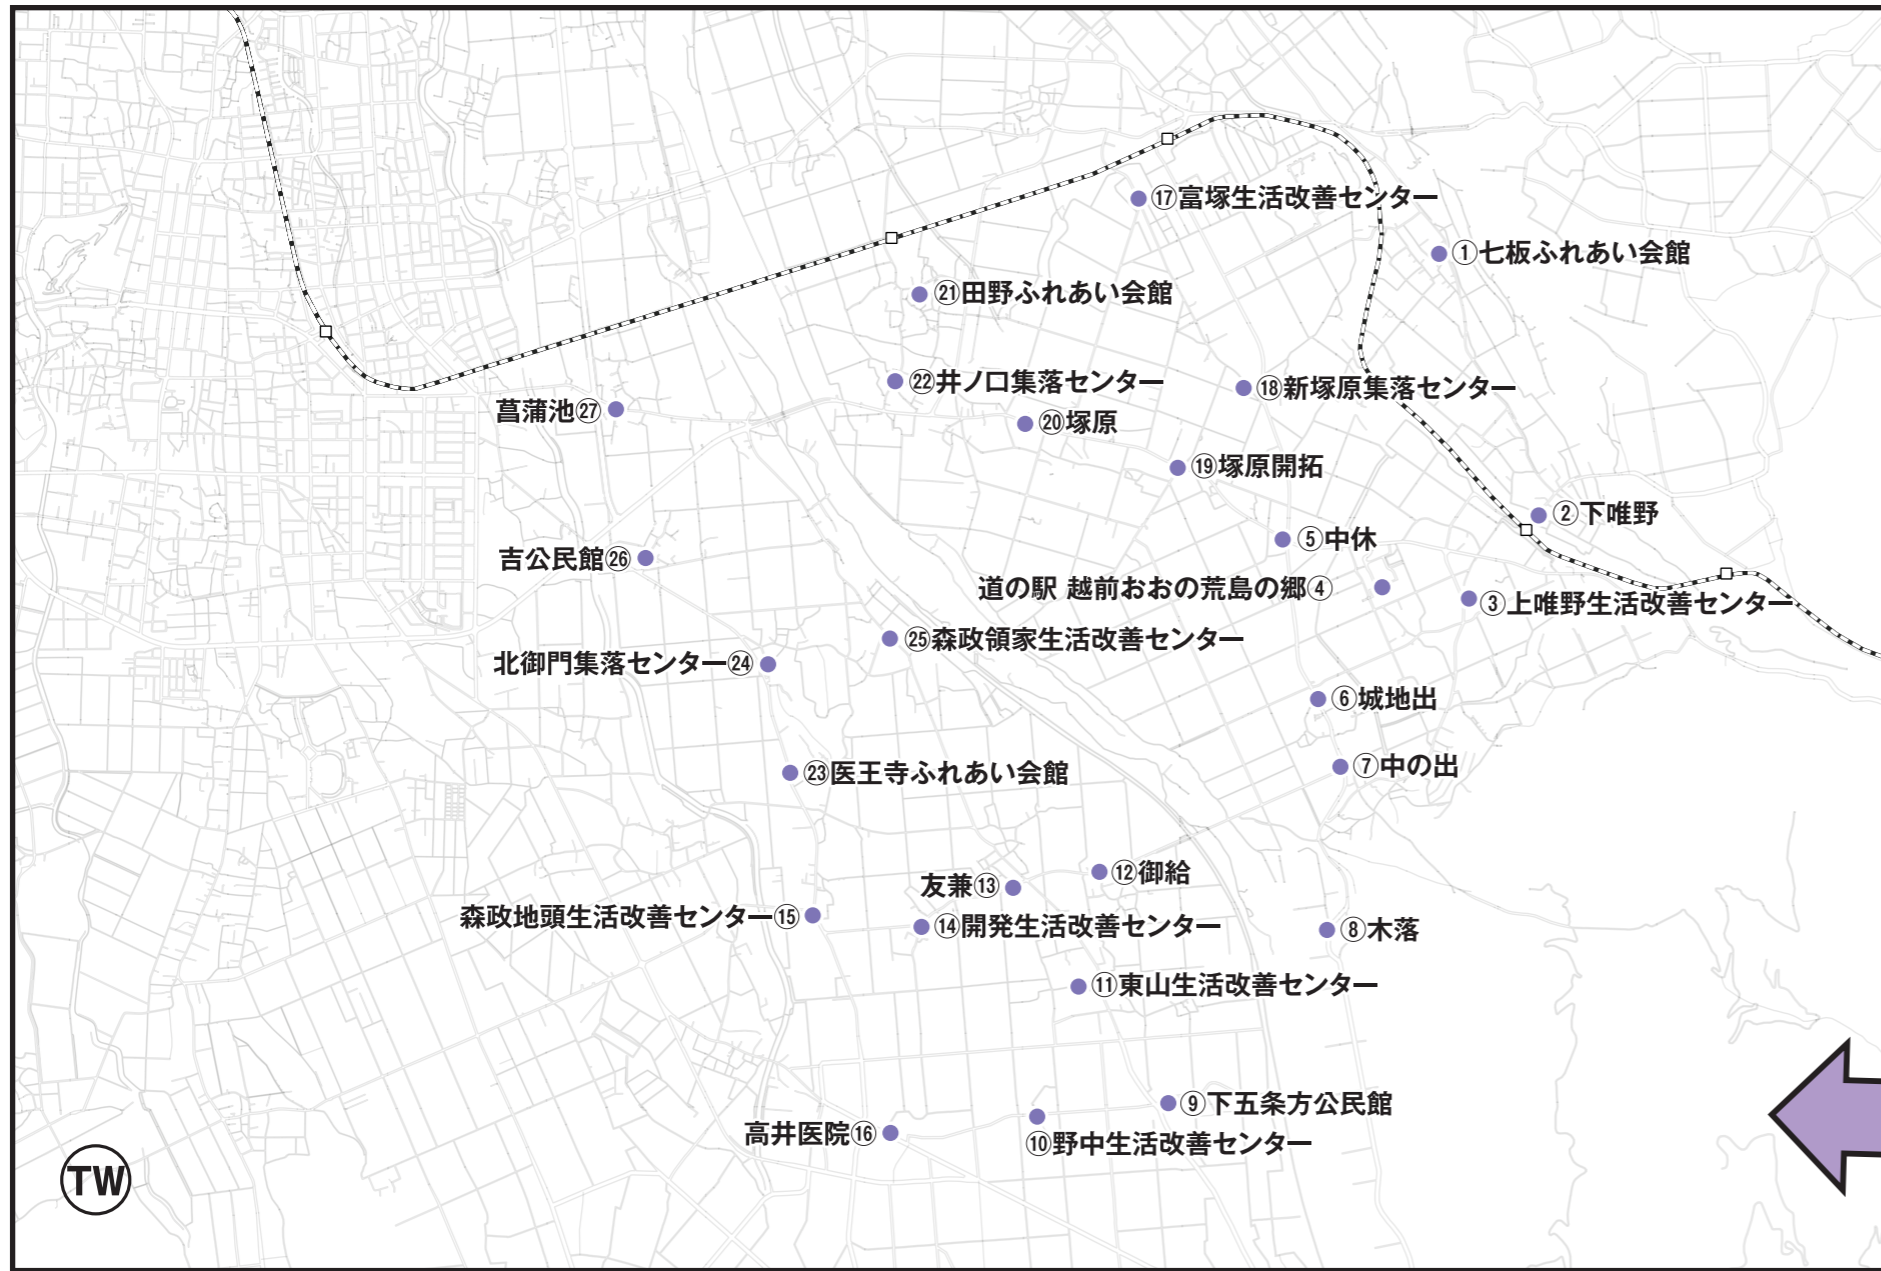 ⑰富塚生活改善センター
①七板ふれあい会館
㉑田野ふれあい会館
㉒井ノ口集落センター
⑱新塚原集落センター
菖蒲池㉗
⑳塚原
⑲塚原開拓
②下唯野
⑤中休
吉公民館㉖
道の駅 越前おおの荒島の郷④
③上唯野生活改善センター
㉕森政領家生活改善センター
北御門集落センター㉔
⑥城地出
⑦中の出
㉓医王寺ふれあい会館
⑫御給
友兼⑬
森政地頭生活改善センター⑮
⑭開発生活改善センター
⑧木落
⑪東山生活改善センター
⑨下五条方公民館
高井医院⑯
⑩野中生活改善センター
TW